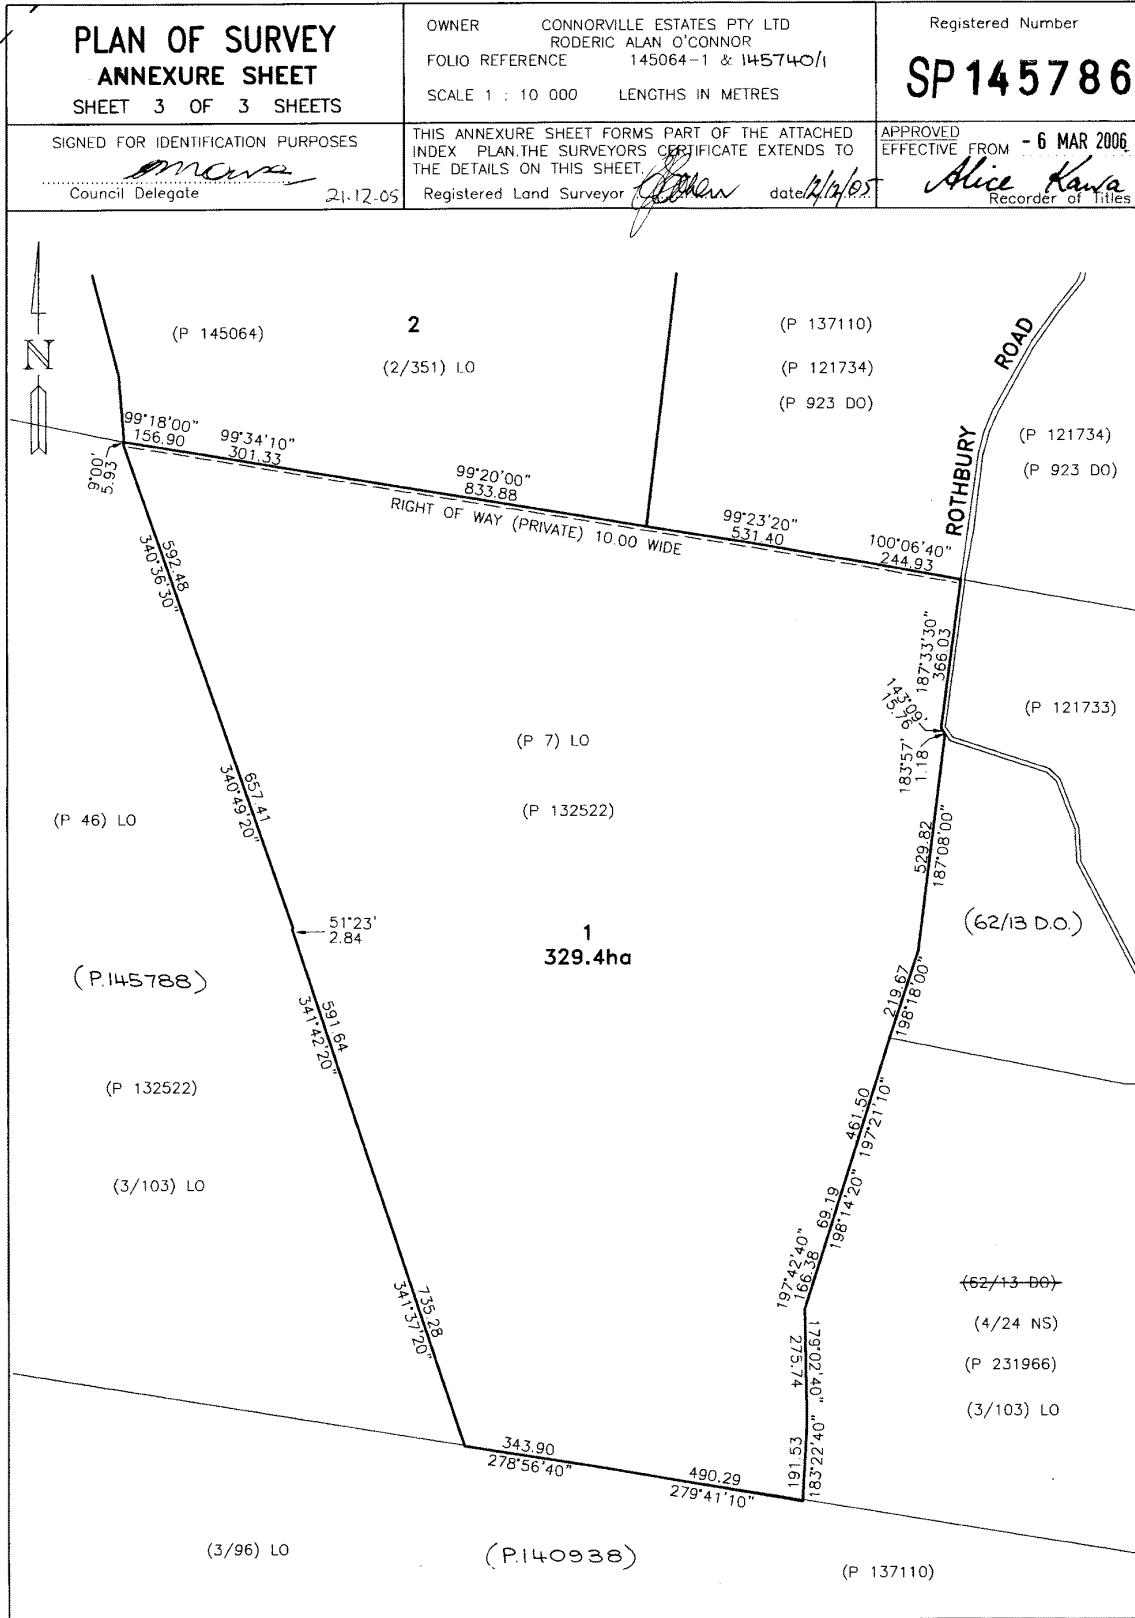 PLAN OF SURVEY
ANNEXURE SHEET
SHEET 3 OF 3 SHEETS
OWNER CONNORVILLE ESTATES PTY LTD
RODERIC ALAN O'CONNOR
FOLIO REFERENCE 145064-1 & 145740/1
SCALE 1 : 10 000 LENGTHS IN METRES
Registered Number
SP145786
SIGNED FOR IDENTIFICATION PURPOSES
Council Delegate 21.12.05
THIS ANNEXURE SHEET FORMS PART OF THE ATTACHED
INDEX PLAN.THE SURVEYORS CERTIFICATE EXTENDS TO
THE DETAILS ON THIS SHEET.
Registered Land Surveyor date 12/12/05
APPROVED
EFFECTIVE FROM - 6 MAR 2006
Alice Kawa
Recorder of Titles
N
(P 145064)
2
(2/351) LO
(P 137110)
(P 121734)
(P 923 DO)
ROTHBURY ROAD
(P 121734)
(P 923 DO)
99°18'00"
156.90
99°34'10"
301.33
9°00'
5.93
99°20'00"
833.88
RIGHT OF WAY (PRIVATE) 10.00 WIDE
99°23'20"
531.40
100°06'40"
244.93
592.48
340°36'30"
187°33'30"
366.03
143°09'
15.76
183°57'
1.18
(P 121733)
(P 7) LO
(P 132522)
657.41
340°49'20"
(P 46) LO
529.82
187°08'00"
51°23'
2.84
1
329.4ha
(62/13 D.O.)
(P.145788)
219.67
198°18'00"
591.64
341°42'20"
(P 132522)
461.50
197°21'10"
(3/103) LO
69.19
198°14'20"
197°42'40"
166.38
735.28
341°37'20"
(62/13 DO)
(4/24 NS)
(P 231966)
(3/103) LO
179°02'40"
275.74
191.53
183°22'40"
343.90
278°56'40"
490.29
279°41'10"
(3/96) LO
(P.140938)
(P 137110)